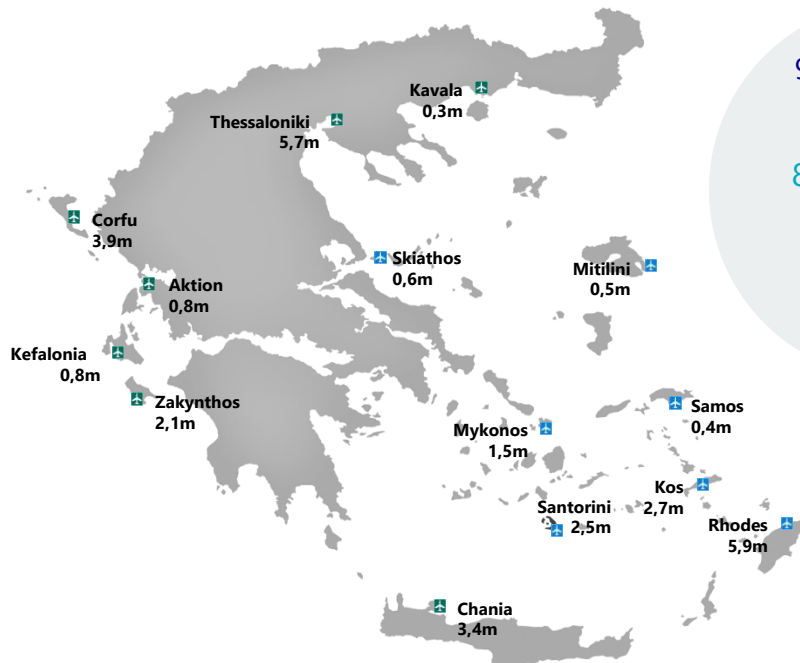 Kavala
0,3m
Thessaloniki
5,7m
Corfu
3,9m
Skiathos
0,6m
Mitilini
0,5m
Aktion
0,8m
Kefalonia
0,8m
Zakynthos
2,1m
Samos
0,4m
Mykonos
1,5m
Kos
2,7m
Santorini
2,5m
Rhodes
5,9m
Chania
3,4m